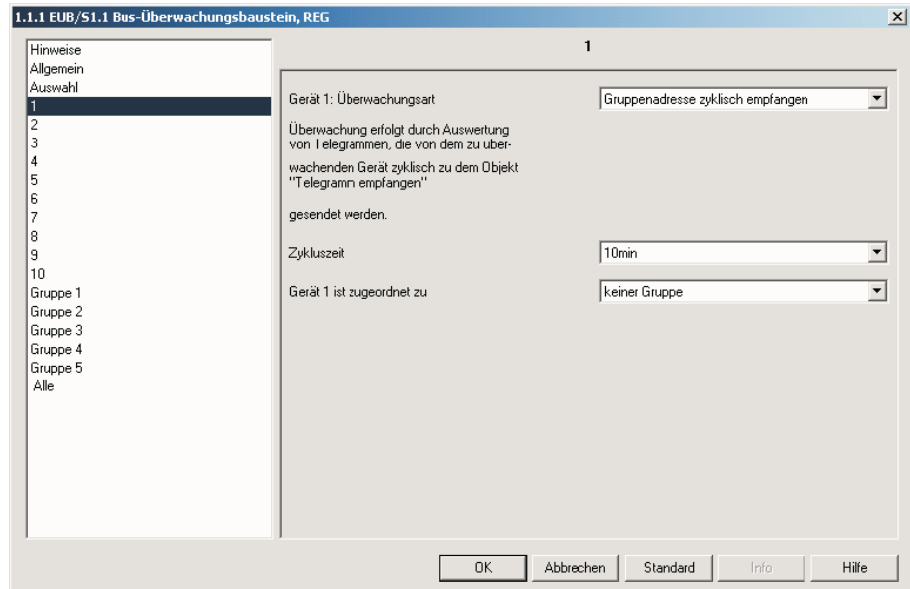 1.1.1 EUB/S1.1 Bus-Überwachungsbaustein, REG
Hinweise
Allgemein
Auswahl
1
2
3
4
5
6
7
8
9
10
Gruppe 1
Gruppe 2
Gruppe 3
Gruppe 4
Gruppe 5
Alle
1
Gerät 1: Überwachungsart
Gruppenadresse zyklisch empfangen
Überwachung erfolgt durch Auswertung
von Telegrammen, die von dem zu über-
wachenden Gerät zyklisch zu dem Objekt
"Telegramm empfangen"
gesendet werden.
Zykluszeit
10min
Gerät 1 ist zugeordnet zu
keiner Gruppe
OK
Abbrechen
Standard
Info
Hilfe